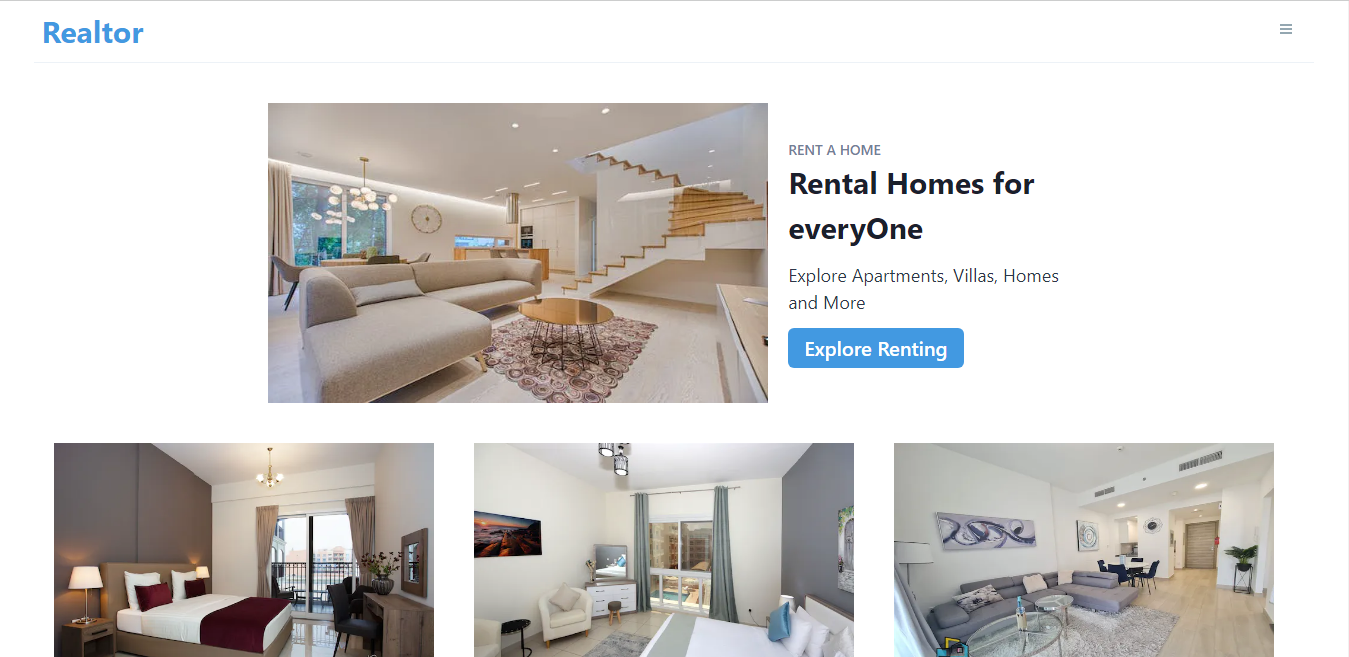 Realtor
RENT A HOME
Rental Homes for
everyOne
Explore Apartments, Villas, Homes
and More
Explore Renting